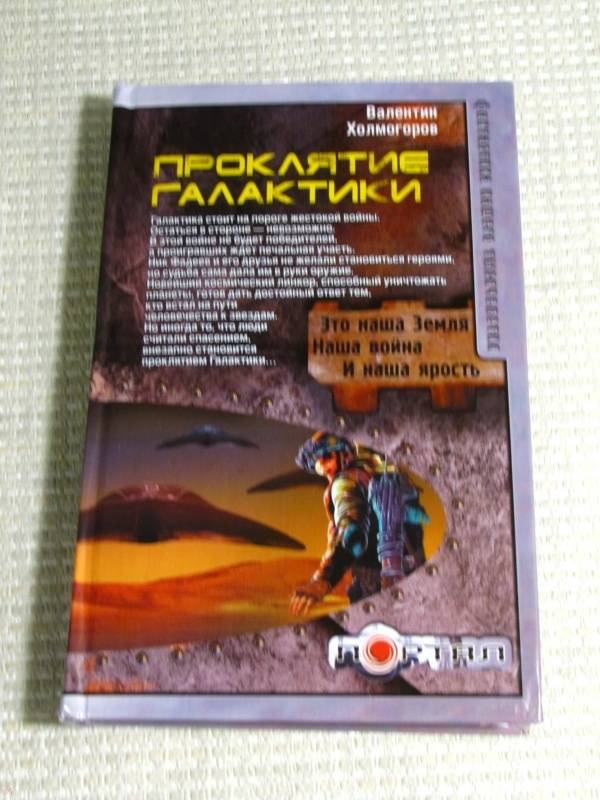 Валентин
Холмогоров
ПРОКЛЯТИЕ
ГАЛАКТИКИ
Галактика стоит на пороге жестокой войны.
Остаться в стороне — невозможно.
В этой войне не будет победителей,
а проигравших ждет печальная участь.
и его друзья не желали становиться героями,
но судьба сама дала им в руки оружие.
Новейший космический линкор, способный уничтожать
планеты, готов дать достойный ответ тем,
кто встал на пути
человечества к звездам.
Но иногда то, что люди
считали спасением,
внезапно становится
проклятием Галактики...
Это наша Земля
Наша война
И наша ярость
ПОРТАЛ